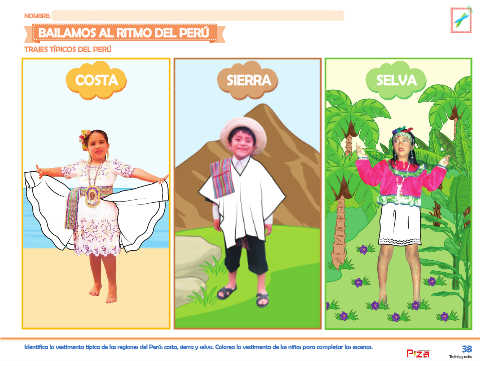 NOMBRE:
BAILAMOS AL RITMO DEL PERÚ
TRAJES TÍPICOS DEL PERÚ
COSTA
SIERRA
SELVA
Identifica la vestimenta típica de las regiones del Perú: costa, sierra y selva. Colorea la vestimenta de los niños para completar las escenas.
38